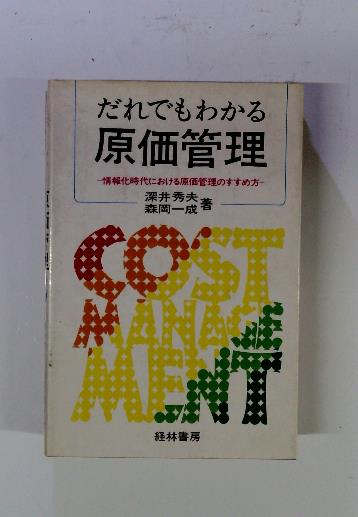 だれでもわかる
原価管理
-情報化時代における原価管理のすすめ方-
深井秀夫
森岡一成 著
COST
MANAGE
MENT
経林書房